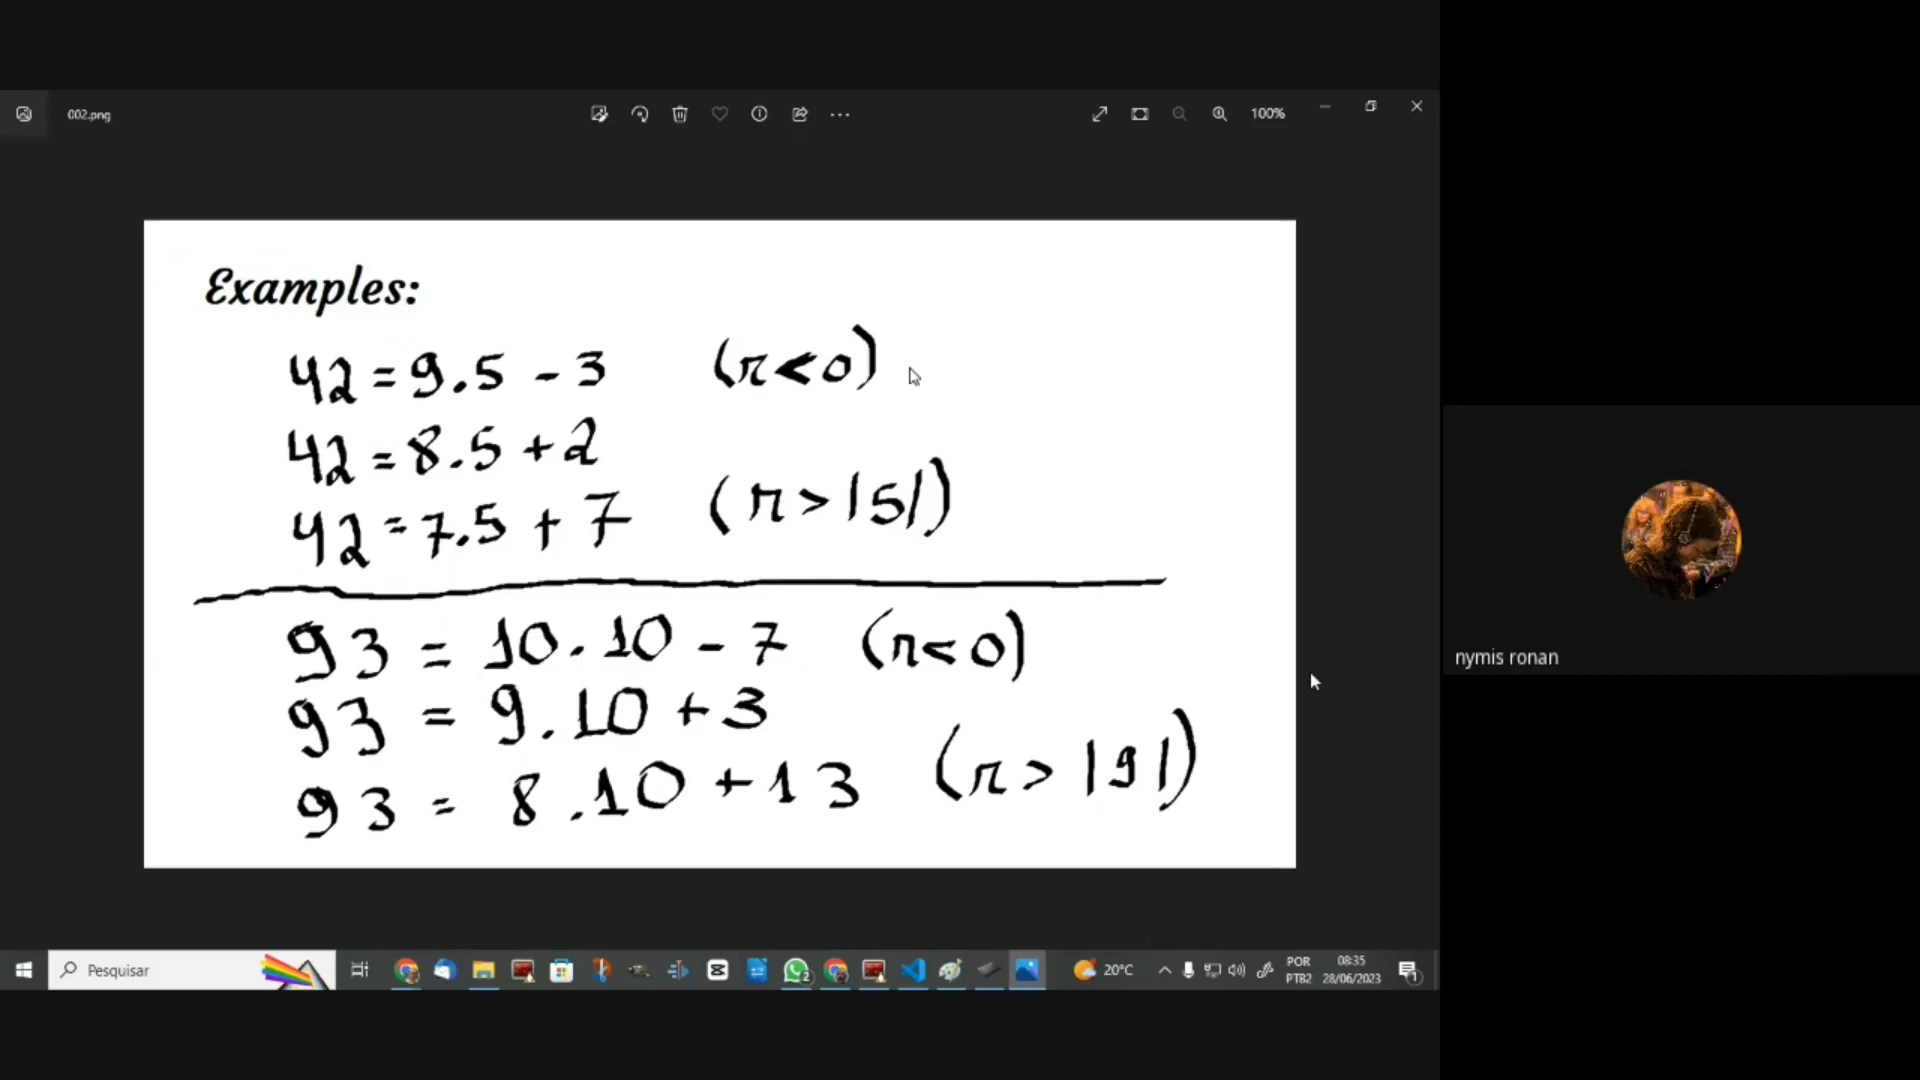 002.png
100%
Examples:
42 = 9.5 - 3 (r<0)
42 = 8.5 + 2
42 = 7.5 + 7 (r > |5|)
93 = 10.10 - 7 (r<0)
93 = 9.10 + 3
93 = 8.10 + 13 (r > |9|)
nymis ronan
Pesquisar
2
20°C
POR
PTB2
08:35
28/06/2023
1